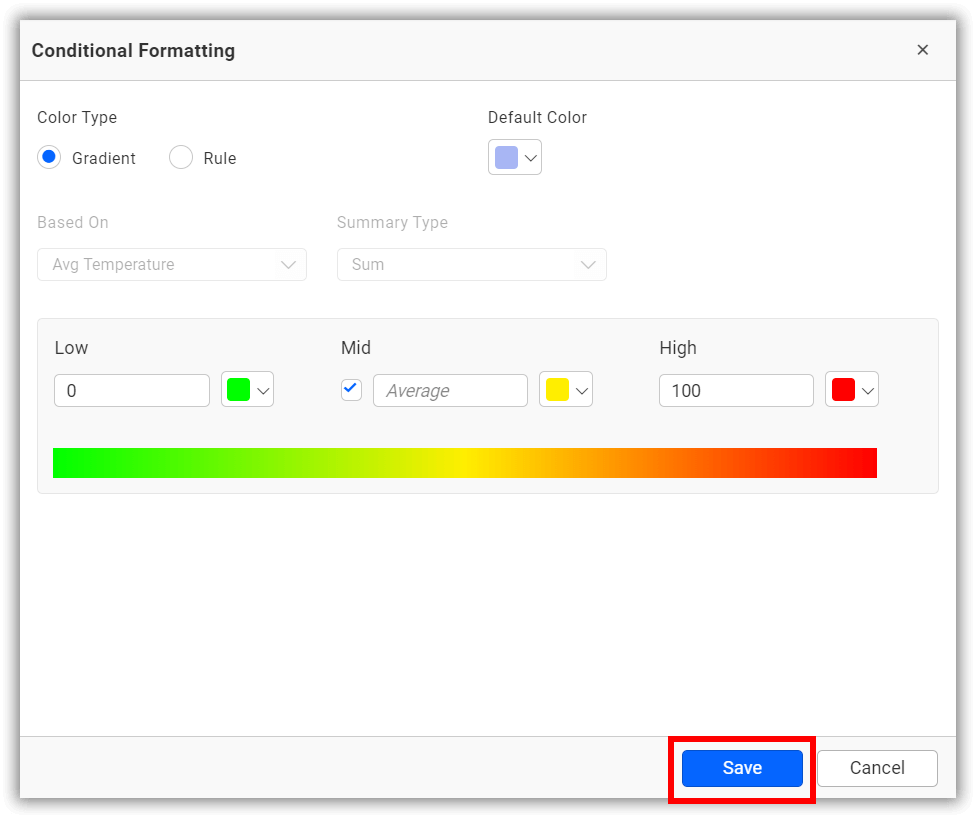 Conditional Formatting
Color Type
Default Color
Gradient
Rule
Based On
Summary Type
Avg Temperature
Sum
Low
Mid
High
0
Average
100
Save
Cancel